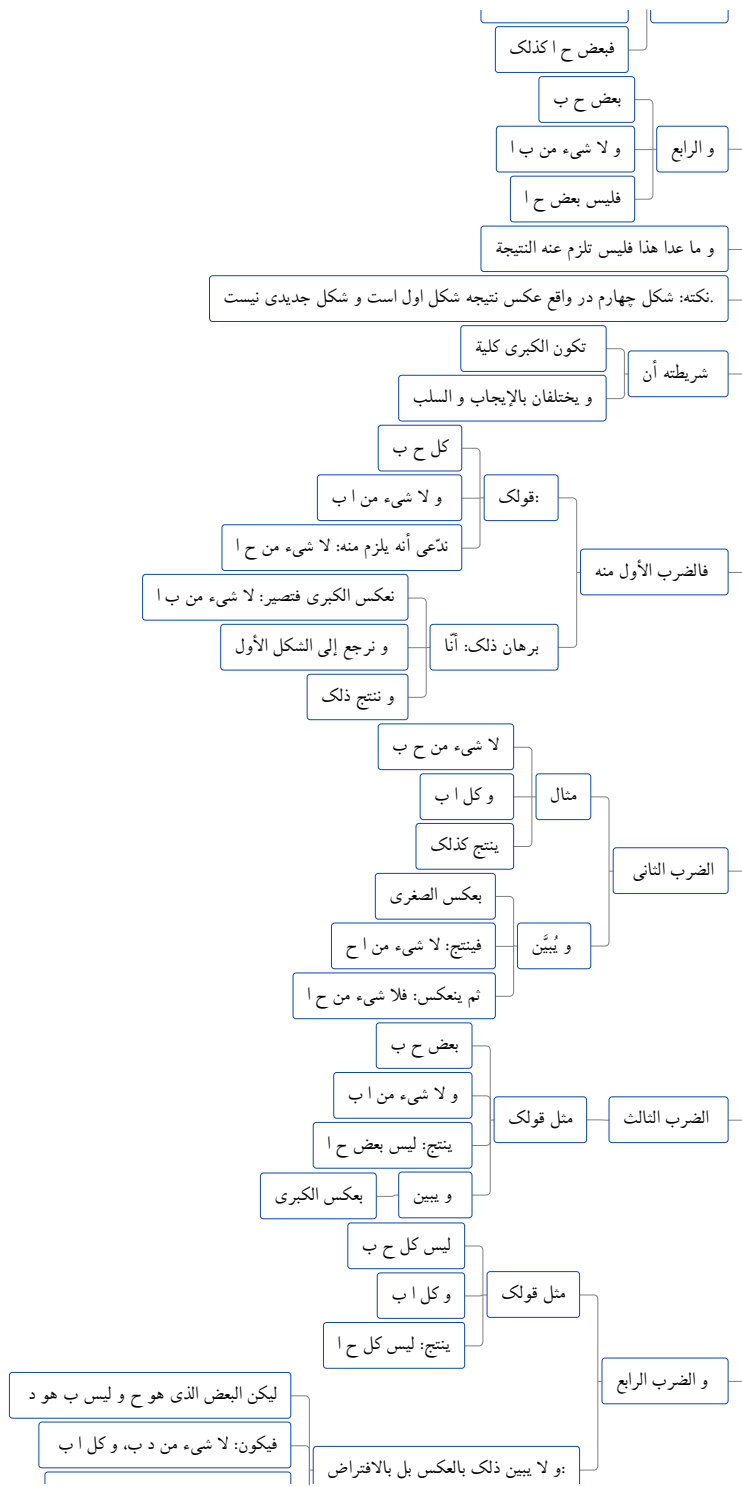 فبعض ح ا کذلک
و الرابع
بعض ح ب
و لا شیء من ب ا
فلیس بعض ح ا
و ما عدا هذا فلیس تلزم عنه النتیجة
.نکته: شکل چهارم در واقع عکس نتیجه شکل اول است و شکل جدیدی نیست
شریطته أن
تکون الکبری کلیة
و یختلفان بالإیجاب و السلب
فالضرب الأول منه
:قولک
کل ح ب
و لا شیء من ا ب
ندّعی أنه یلزم منه: لا شیء من ح ا
برهان ذلک: أنّا
نعکس الکبری فتصیر: لا شیء من ب ا
و نرجع إلی الشکل الأول
و ننتج ذلک
الضرب الثانی
مثال
لا شیء من ح ب
و کل ا ب
ینتج کذلک
و یُبیَّن
بعکس الصغری
فینتج: لا شیء من ا ح
ثم ینعکس: فلا شیء من ح ا
الضرب الثالث
مثل قولک
بعض ح ب
و لا شیء من ا ب
ینتج: لیس بعض ح ا
و یبین
بعکس الکبری
و الضرب الرابع
مثل قولک
لیس کل ح ب
و کل ا ب
ینتج: لیس کل ح ا
:و لا یبین ذلک بالعکس بل بالافتراض
لیکن البعض الذی هو ح و لیس ب هو د
فیکون: لا شیء من د ب، و کل ا ب